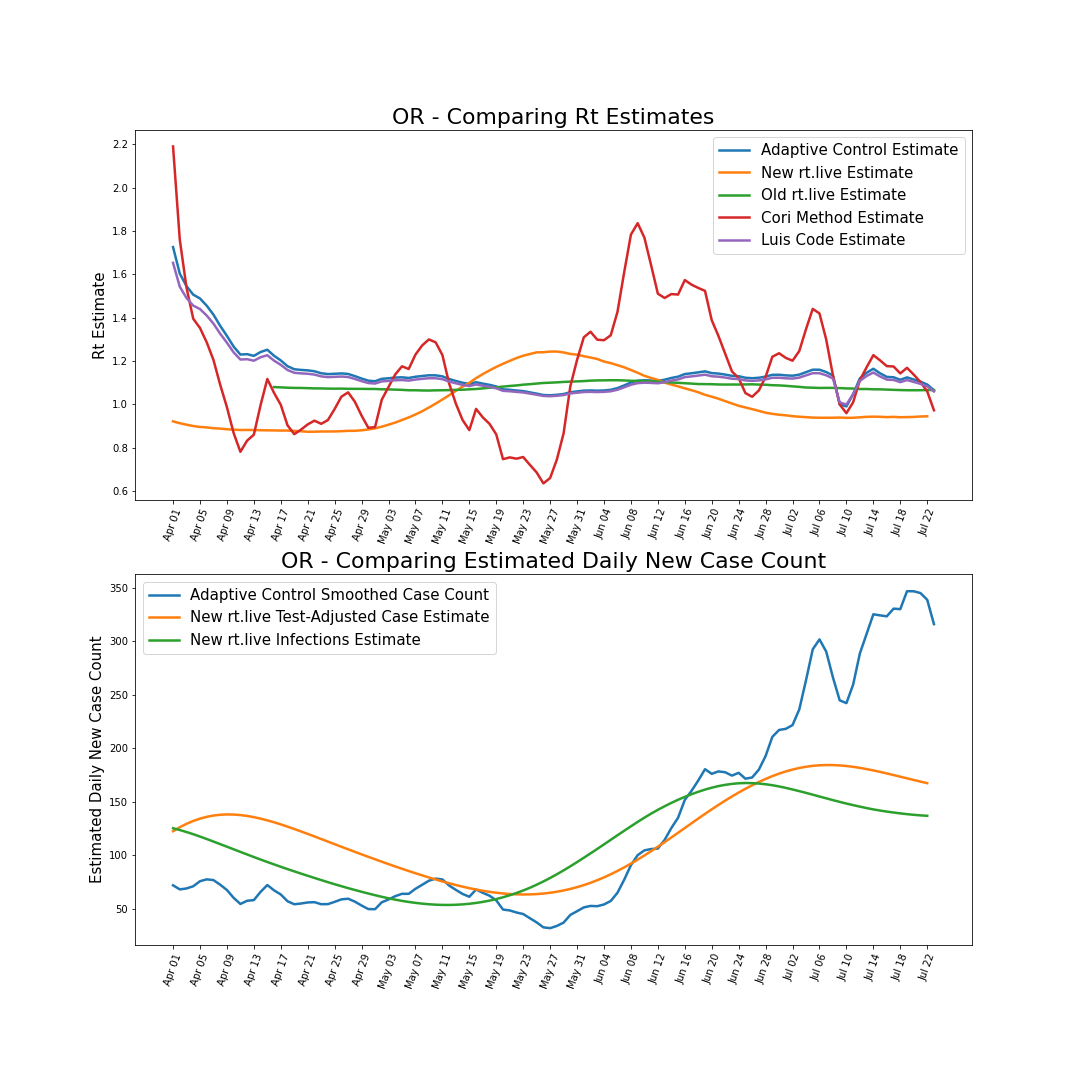 OR - Comparing Rt Estimates
Rt Estimate
2.2
2.0
1.8
1.6
1.4
1.2
1.0
0.8
0.6
Adaptive Control Estimate
New rt.live Estimate
Old rt.live Estimate
Cori Method Estimate
Luis Code Estimate
Apr 01
Apr 05
Apr 09
Apr 13
Apr 17
Apr 21
Apr 25
Apr 29
May 03
May 07
May 11
May 15
May 19
May 23
May 27
May 31
Jun 04
Jun 08
Jun 12
Jun 16
Jun 20
Jun 24
Jun 28
Jul 02
Jul 06
Jul 10
Jul 14
Jul 18
Jul 22
OR - Comparing Estimated Daily New Case Count
Estimated Daily New Case Count
350
300
250
200
150
100
50
Adaptive Control Smoothed Case Count
New rt.live Test-Adjusted Case Estimate
New rt.live Infections Estimate
Apr 01
Apr 05
Apr 09
Apr 13
Apr 17
Apr 21
Apr 25
Apr 29
May 03
May 07
May 11
May 15
May 19
May 23
May 27
May 31
Jun 04
Jun 08
Jun 12
Jun 16
Jun 20
Jun 24
Jun 28
Jul 02
Jul 06
Jul 10
Jul 14
Jul 18
Jul 22